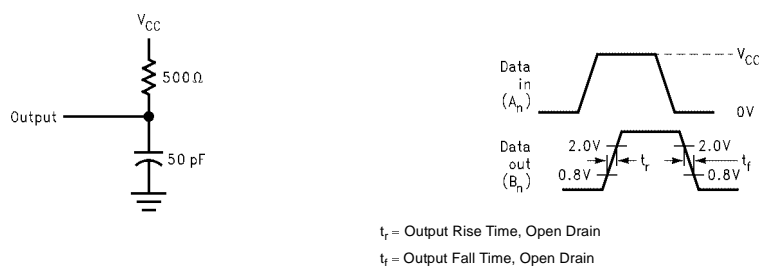 V_CC
500Ω
Output
50 pF
Data
in
(A_n)
V_CC
0V
Data
out
(B_n)
2.0V
0.8V
t_r
2.0V
0.8V
t_f
t_r = Output Rise Time, Open Drain
t_f = Output Fall Time, Open Drain